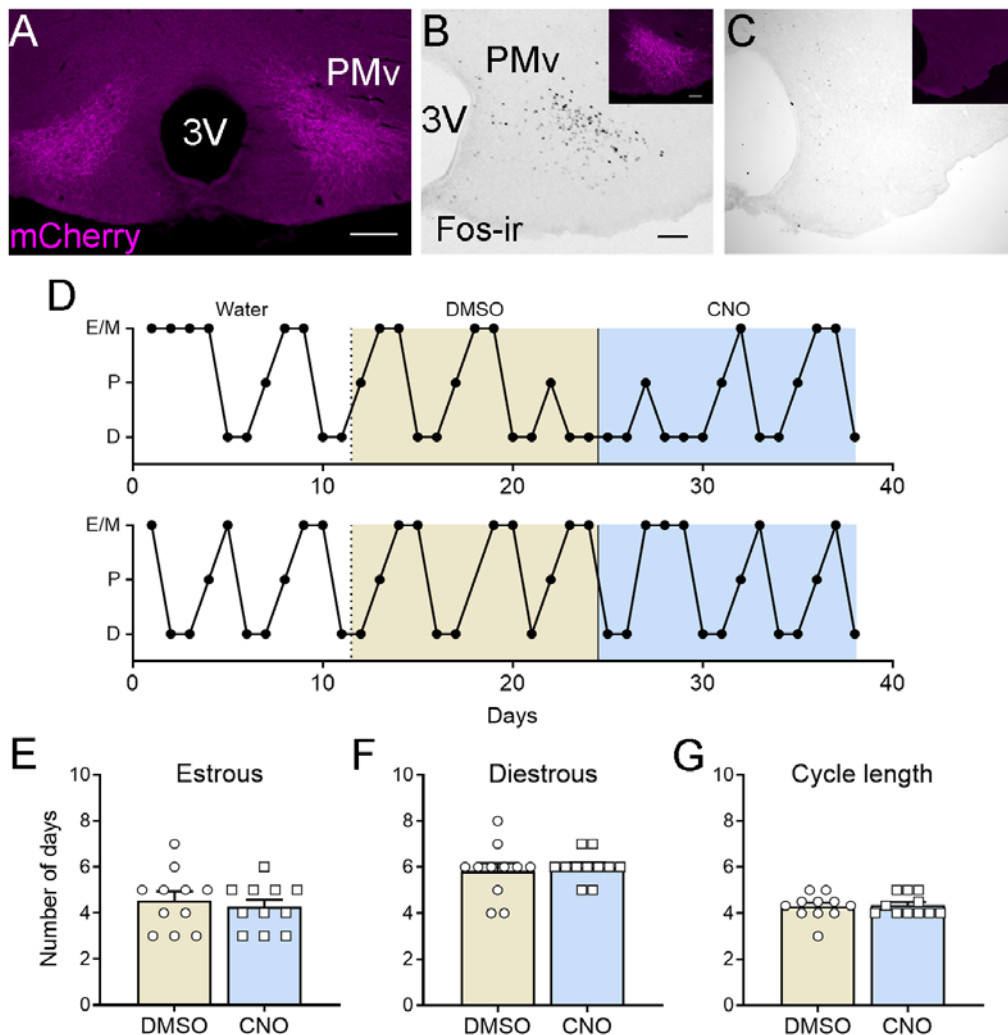 A
PMv
3V
mCherry
B
PMv
3V
Fos-ir
C
D
Water DMSO CNO
E/M
P
D
0 10 20 30 40
E/M
P
D
0 10 20 30 40
Days
E
Estrous
Number of days
10
8
6
4
2
0
DMSO CNO
F
Diestrous
10
8
6
4
2
0
DMSO CNO
G
Cycle length
10
8
6
4
2
0
DMSO CNO